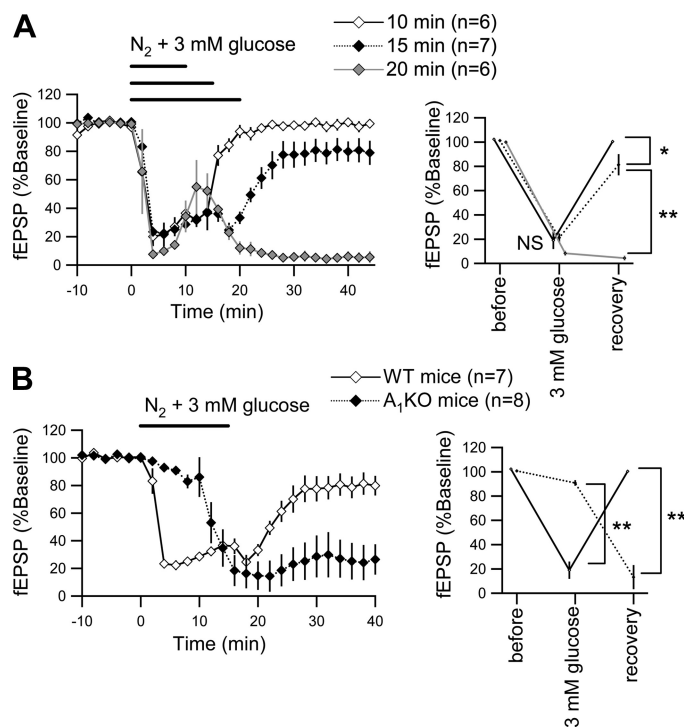 A
N2 + 3 mM glucose
10 min (n=6)
15 min (n=7)
20 min (n=6)
fEPSP (%Baseline)
120
100
80
60
40
20
0
-10
0
10
20
30
40
Time (min)
fEPSP (%Baseline)
120
100
80
60
40
20
0
NS
*
**
before
3 mM glucose
recovery
B
N2 + 3 mM glucose
WT mice (n=7)
A1KO mice (n=8)
fEPSP (%Baseline)
120
100
80
60
40
20
0
-10
0
10
20
30
40
Time (min)
fEPSP (%Baseline)
120
100
80
60
40
20
0
**
**
before
3 mM glucose
recovery